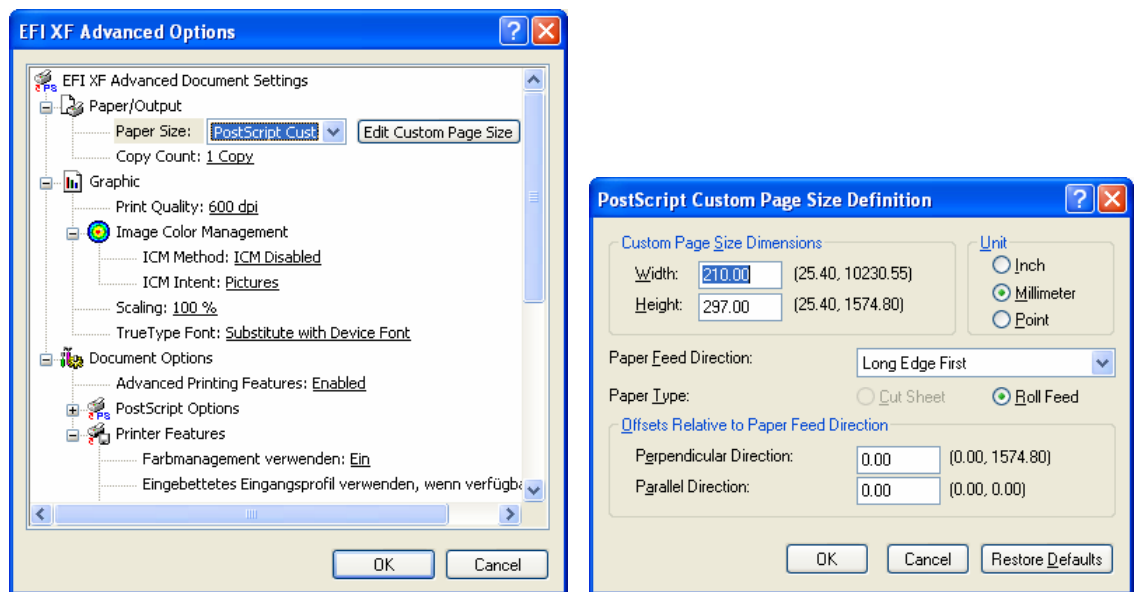 EFI XF Advanced Options
EFI XF Advanced Document Settings
Paper/Output
Paper Size: PostScript Cust Edit Custom Page Size
Copy Count: 1 Copy
Graphic
Print Quality: 600 dpi
Image Color Management
ICM Method: ICM Disabled
ICM Intent: Pictures
Scaling: 100 %
TrueType Font: Substitute with Device Font
Document Options
Advanced Printing Features: Enabled
PostScript Options
Printer Features
Farbmanagement verwenden: Ein
Eingebettetes Eingangsprofil verwenden, wenn verfügba
OK Cancel
PostScript Custom Page Size Definition
Custom Page Size Dimensions
Width: 210.00 (25.40, 10230.55)
Height: 297.00 (25.40, 1574.80)
Unit
Inch
Millimeter
Point
Paper Feed Direction: Long Edge First
Paper Type: Cut Sheet Roll Feed
Offsets Relative to Paper Feed Direction
Perpendicular Direction: 0.00 (0.00, 1574.80)
Parallel Direction: 0.00 (0.00, 0.00)
OK Cancel Restore Defaults